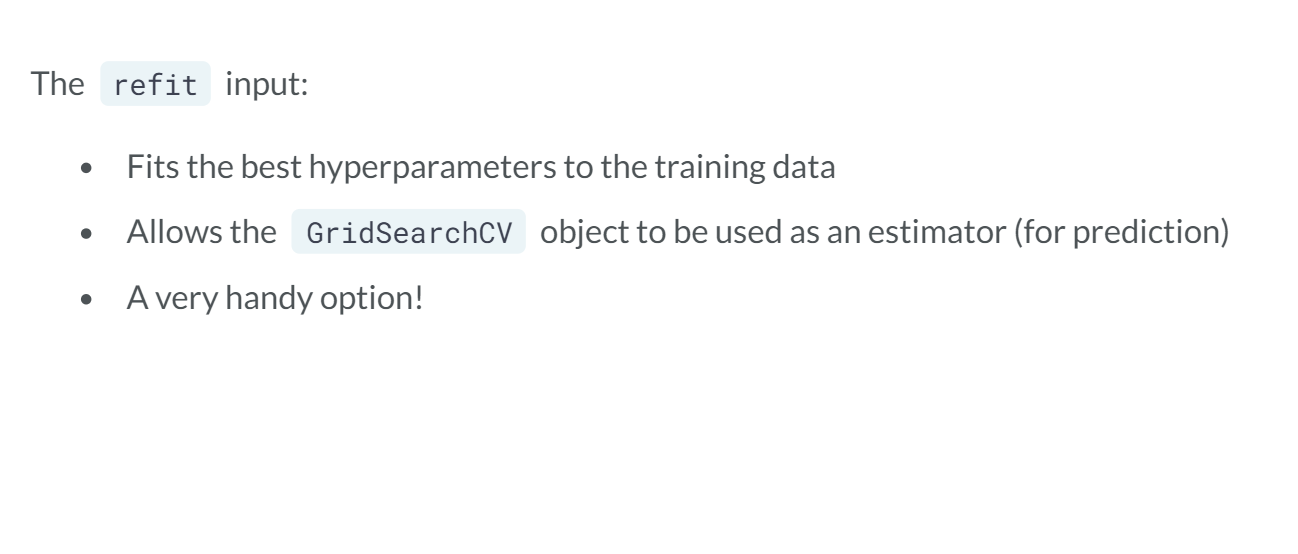 The refit input:
• Fits the best hyperparameters to the training data
• Allows the GridSearchCV object to be used as an estimator (for prediction)
• A very handy option!